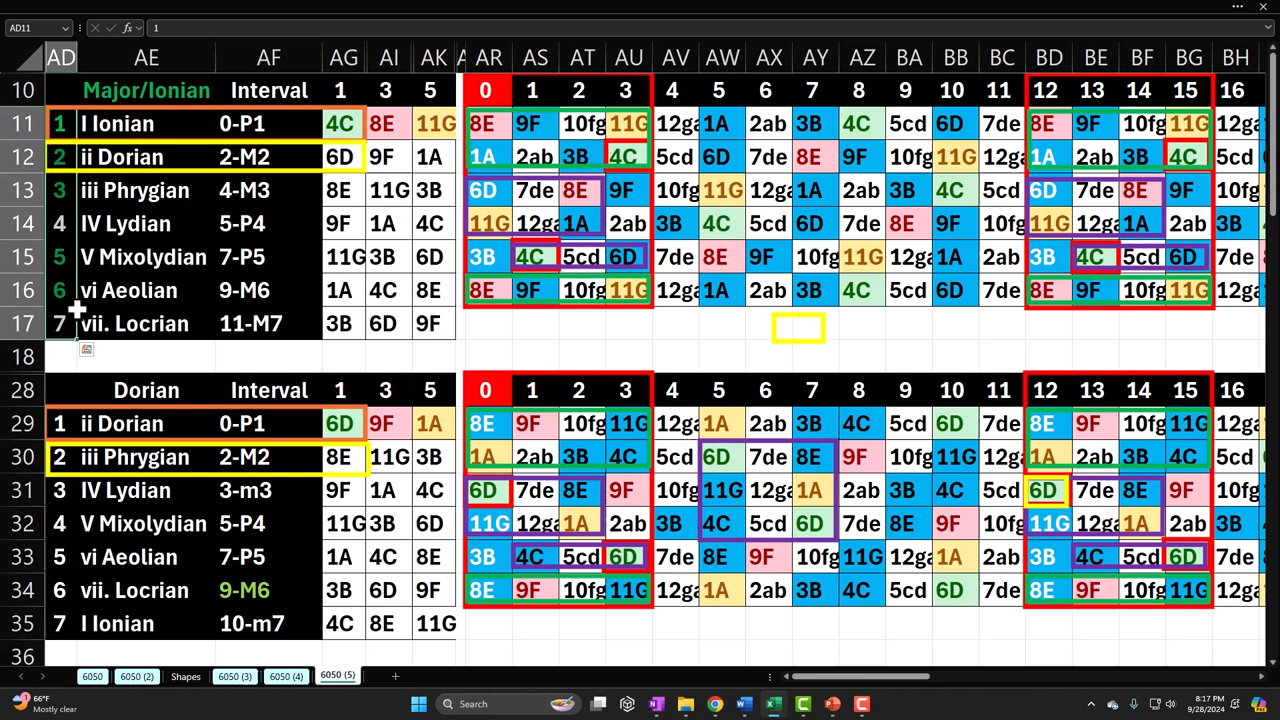 AD11 fx 1
AD AE AF AG AI AK AR AS AT AU AV AW AX AY AZ BA BB BC BD BE BF BG BH
10 Major/Ionian Interval 1 3 5 0 1 2 3 4 5 6 7 8 9 10 11 12 13 14 15 16
11 1 I Ionian 0-P1 4C 8E 11G 8E 9F 10fg 11G 12ga 1A 2ab 3B 4C 5cd 6D 7de 8E 9F 10fg 11G 12ga
12 2 ii Dorian 2-M2 6D 9F 1A 1A 2ab 3B 4C 5cd 6D 7de 8E 9F 10fg 11G 12ga 1A 2ab 3B 4C 5cd
13 3 iii Phrygian 4-M3 8E 11G 3B 6D 7de 8E 9F 10fg 11G 12ga 1A 2ab 3B 4C 5cd 6D 7de 8E 9F 10fg
14 4 IV Lydian 5-P4 9F 1A 4C 11G 12ga 1A 2ab 3B 4C 5cd 6D 7de 8E 9F 10fg 11G 12ga 1A 2ab 3B
15 5 V Mixolydian 7-P5 11G 3B 6D 3B 4C 5cd 6D 7de 8E 9F 10fg 11G 12ga 1A 2ab 3B 4C 5cd 6D 7de
16 6 vi Aeolian 9-M6 1A 4C 8E 8E 9F 10fg 11G 12ga 1A 2ab 3B 4C 5cd 6D 7de 8E 9F 10fg 11G 12ga
17 7 vii. Locrian 11-M7 3B 6D 9F
18
28 Dorian Interval 1 3 5 0 1 2 3 4 5 6 7 8 9 10 11 12 13 14 15 16
29 1 ii Dorian 0-P1 6D 9F 1A 8E 9F 10fg 11G 12ga 1A 2ab 3B 4C 5cd 6D 7de 8E 9F 10fg 11G 12ga
30 2 iii Phrygian 2-M2 8E 11G 3B 1A 2ab 3B 4C 5cd 6D 7de 8E 9F 10fg 11G 12ga 1A 2ab 3B 4C 5cd
31 3 IV Lydian 3-m3 9F 1A 4C 6D 7de 8E 9F 10fg 11G 12ga 1A 2ab 3B 4C 5cd 6D 7de 8E 9F 10fg
32 4 V Mixolydian 5-P4 11G 3B 6D 11G 12ga 1A 2ab 3B 4C 5cd 6D 7de 8E 9F 10fg 11G 12ga 1A 2ab 3B
33 5 vi Aeolian 7-P5 1A 4C 8E 3B 4C 5cd 6D 7de 8E 9F 10fg 11G 12ga 1A 2ab 3B 4C 5cd 6D 7de
34 6 vii. Locrian 9-M6 3B 6D 9F 8E 9F 10fg 11G 12ga 1A 2ab 3B 4C 5cd 6D 7de 8E 9F 10fg 11G 12ga
35 7 I Ionian 10-m7 4C 8E 11G
36
6050 6050 (2) Shapes 6050 (3) 6050 (4) 6050 (5)
66°F
Mostly clear
Search
8:17 PM
9/28/2024